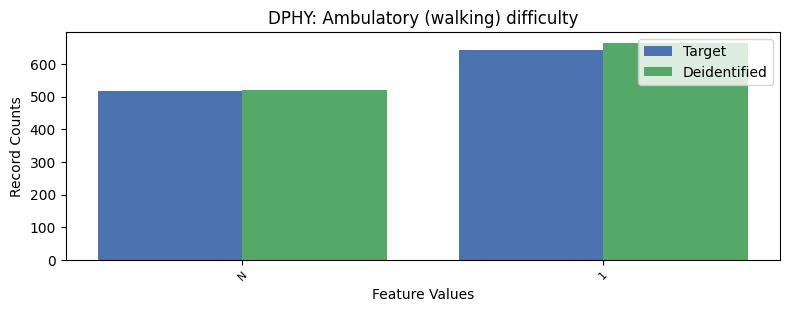 DPHY: Ambulatory (walking) difficulty
Target
Deidentified
Record Counts
600
500
400
300
200
100
0
N
1
Feature Values